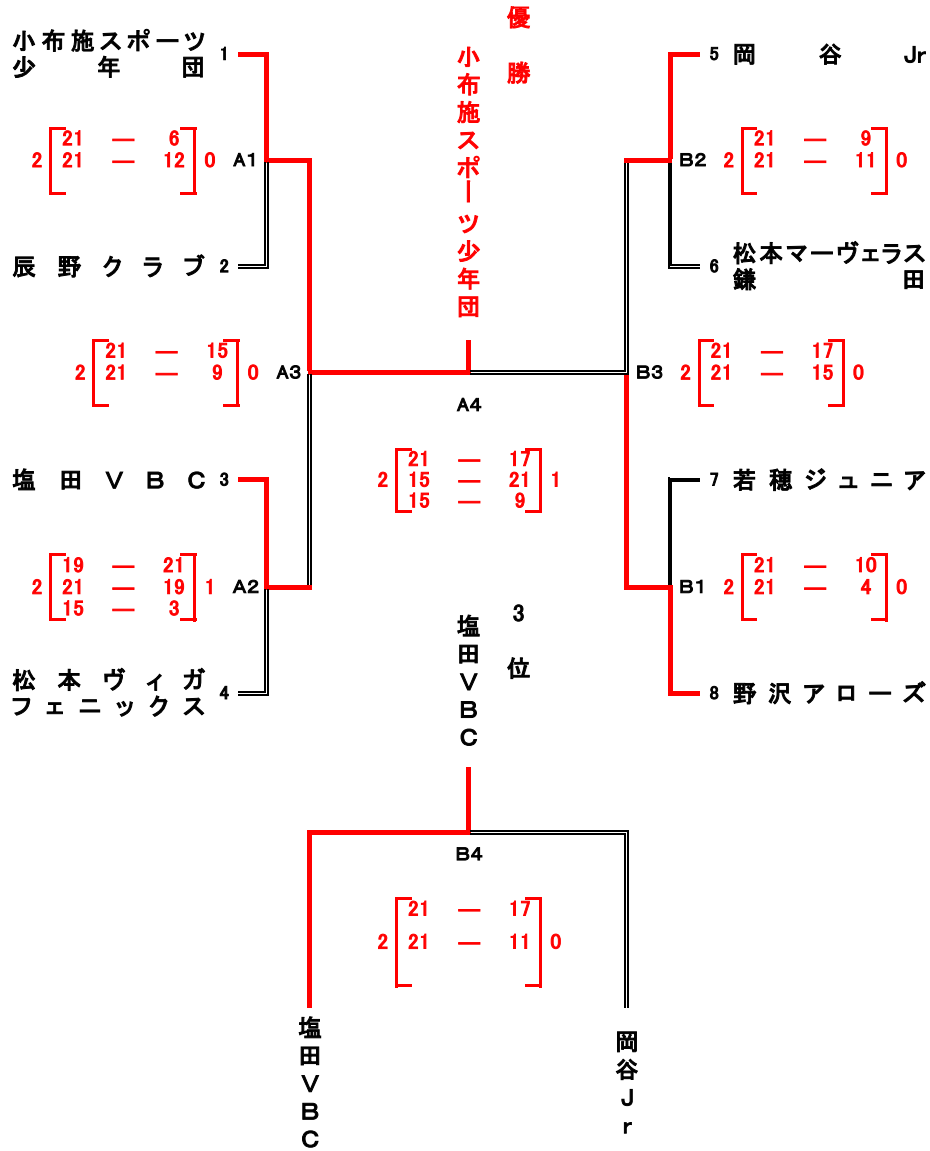 優勝
小布施スポーツ少年団
小布施スポーツ
少年団
1
5
岡谷Jr
2
21 — 6
21 — 12
0
A1
B2
2
21 — 9
21 — 11
0
辰野クラブ
2
6
松本マーヴェラス
鎌田
2
21 — 15
21 — 9
0
A3
B3
2
21 — 17
21 — 15
0
A4
2
21 — 17
15 — 21
15 — 9
1
塩田VBC
3
7
若穂ジュニア
2
19 — 21
21 — 19
15 — 3
1
A2
B1
2
21 — 10
21 — 4
0
松本ヴィガ
フェニックス
4
8
野沢アローズ
3位
塩田VBC
B4
2
21 — 17
21 — 11
0
塩田VBC
岡谷Jr